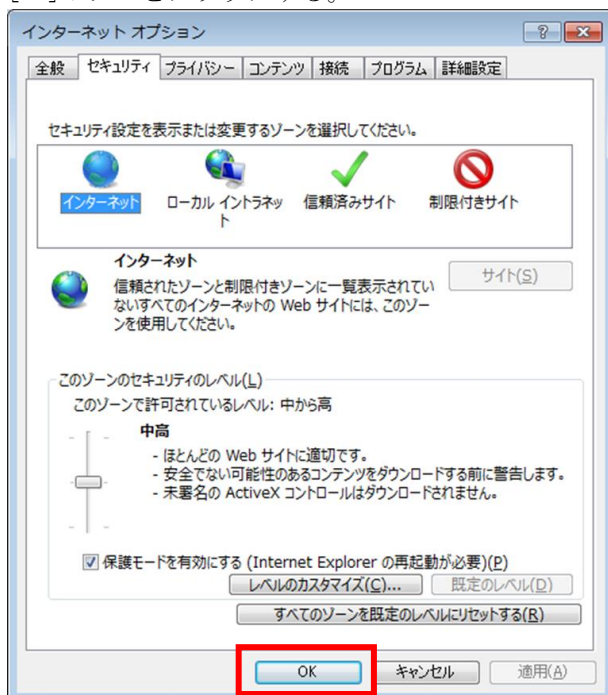 インターネット オプション
全般 セキュリティ プライバシー コンテンツ 接続 プログラム 詳細設定
セキュリティ設定を表示または変更するゾーンを選択してください。
インターネット ローカル イントラネッ 信頼済みサイト 制限付きサイト
ト
インターネット
サイト(S)
信頼されたゾーンと制限付きゾーンに一覧表示されてい
ないすべてのインターネットの Web サイトには、このゾー
ンを使用してください。
このゾーンのセキュリティのレベル(L)
このゾーンで許可されているレベル: 中から高
中高
- ほとんどの Web サイトに適切です。
- 安全でない可能性のあるコンテンツをダウンロードする前に警告します。
- 未署名の ActiveX コントロールはダウンロードされません。
保護モードを有効にする (Internet Explorer の再起動が必要)(P)
レベルのカスタマイズ(C)... 既定のレベル(D)
すべてのゾーンを既定のレベルにリセットする(R)
OK キャンセル 適用(A)